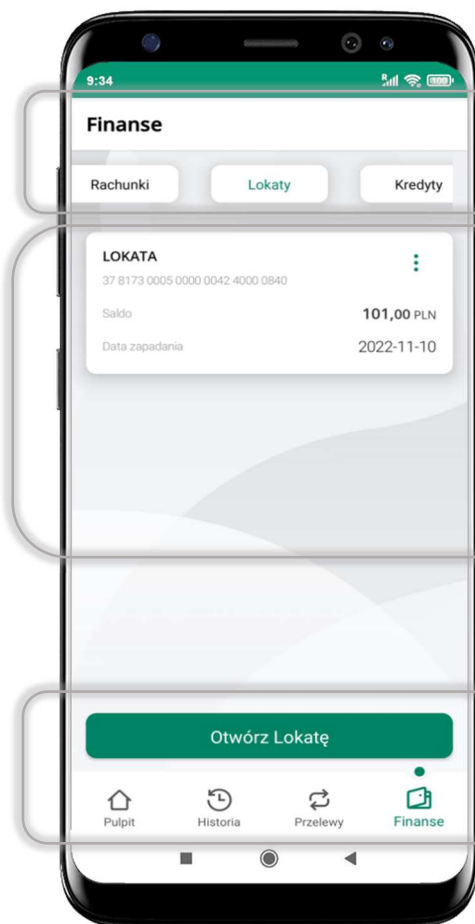 9:34
Finanse
Rachunki Lokaty Kredyty
LOKATA
37 8173 0005 0000 0042 4000 0840
Saldo 101,00 PLN
Data zapadania 2022-11-10
Otwórz Lokatę
Pulpit Historia Przelewy Finanse